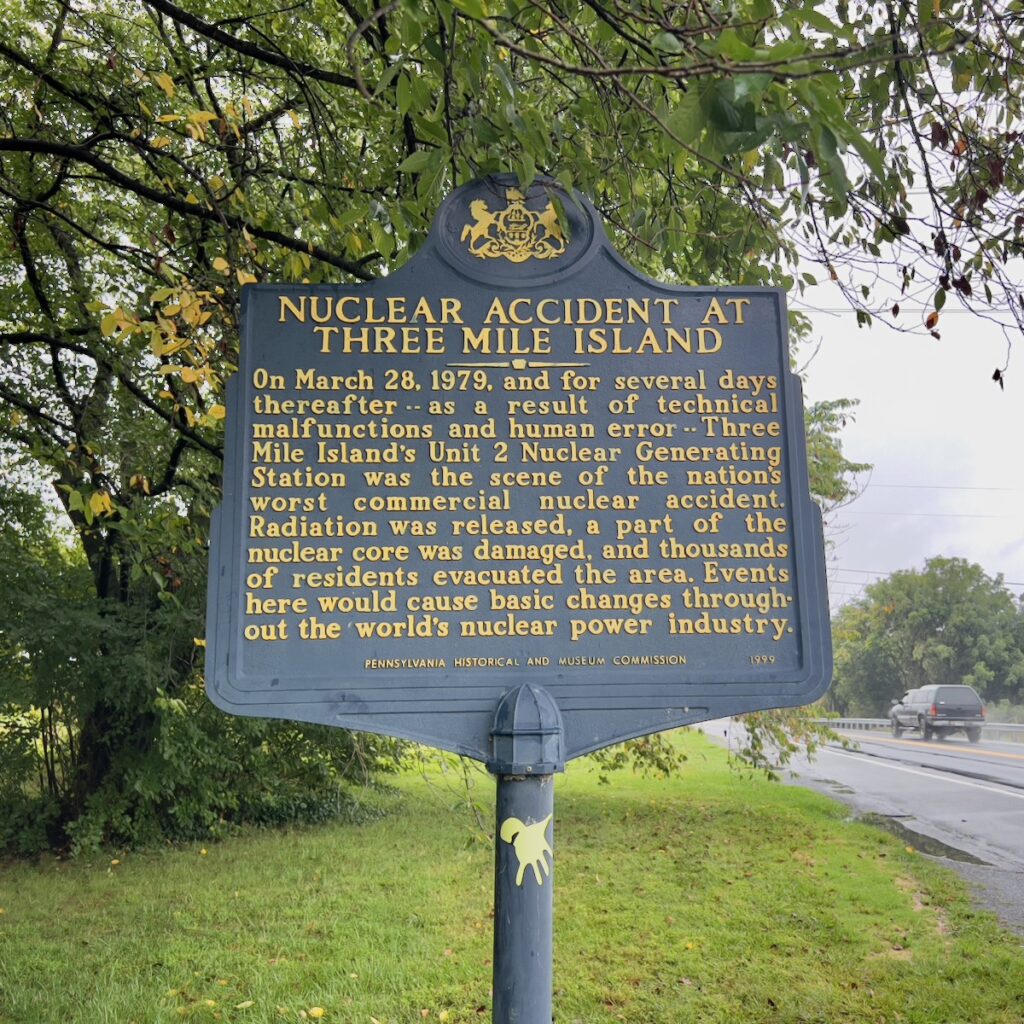 NUCLEAR ACCIDENT AT
THREE MILE ISLAND
On March 28, 1979, and for several days
thereafter -- as a result of technical
malfunctions and human error -- Three
Mile Island's Unit 2 Nuclear Generating
Station was the scene of the nation's
worst commercial nuclear accident.
Radiation was released, a part of the
nuclear core was damaged, and thousands
of residents evacuated the area. Events
here would cause basic changes through-
out the world's nuclear power industry.
PENNSYLVANIA HISTORICAL AND MUSEUM COMMISSION 1999